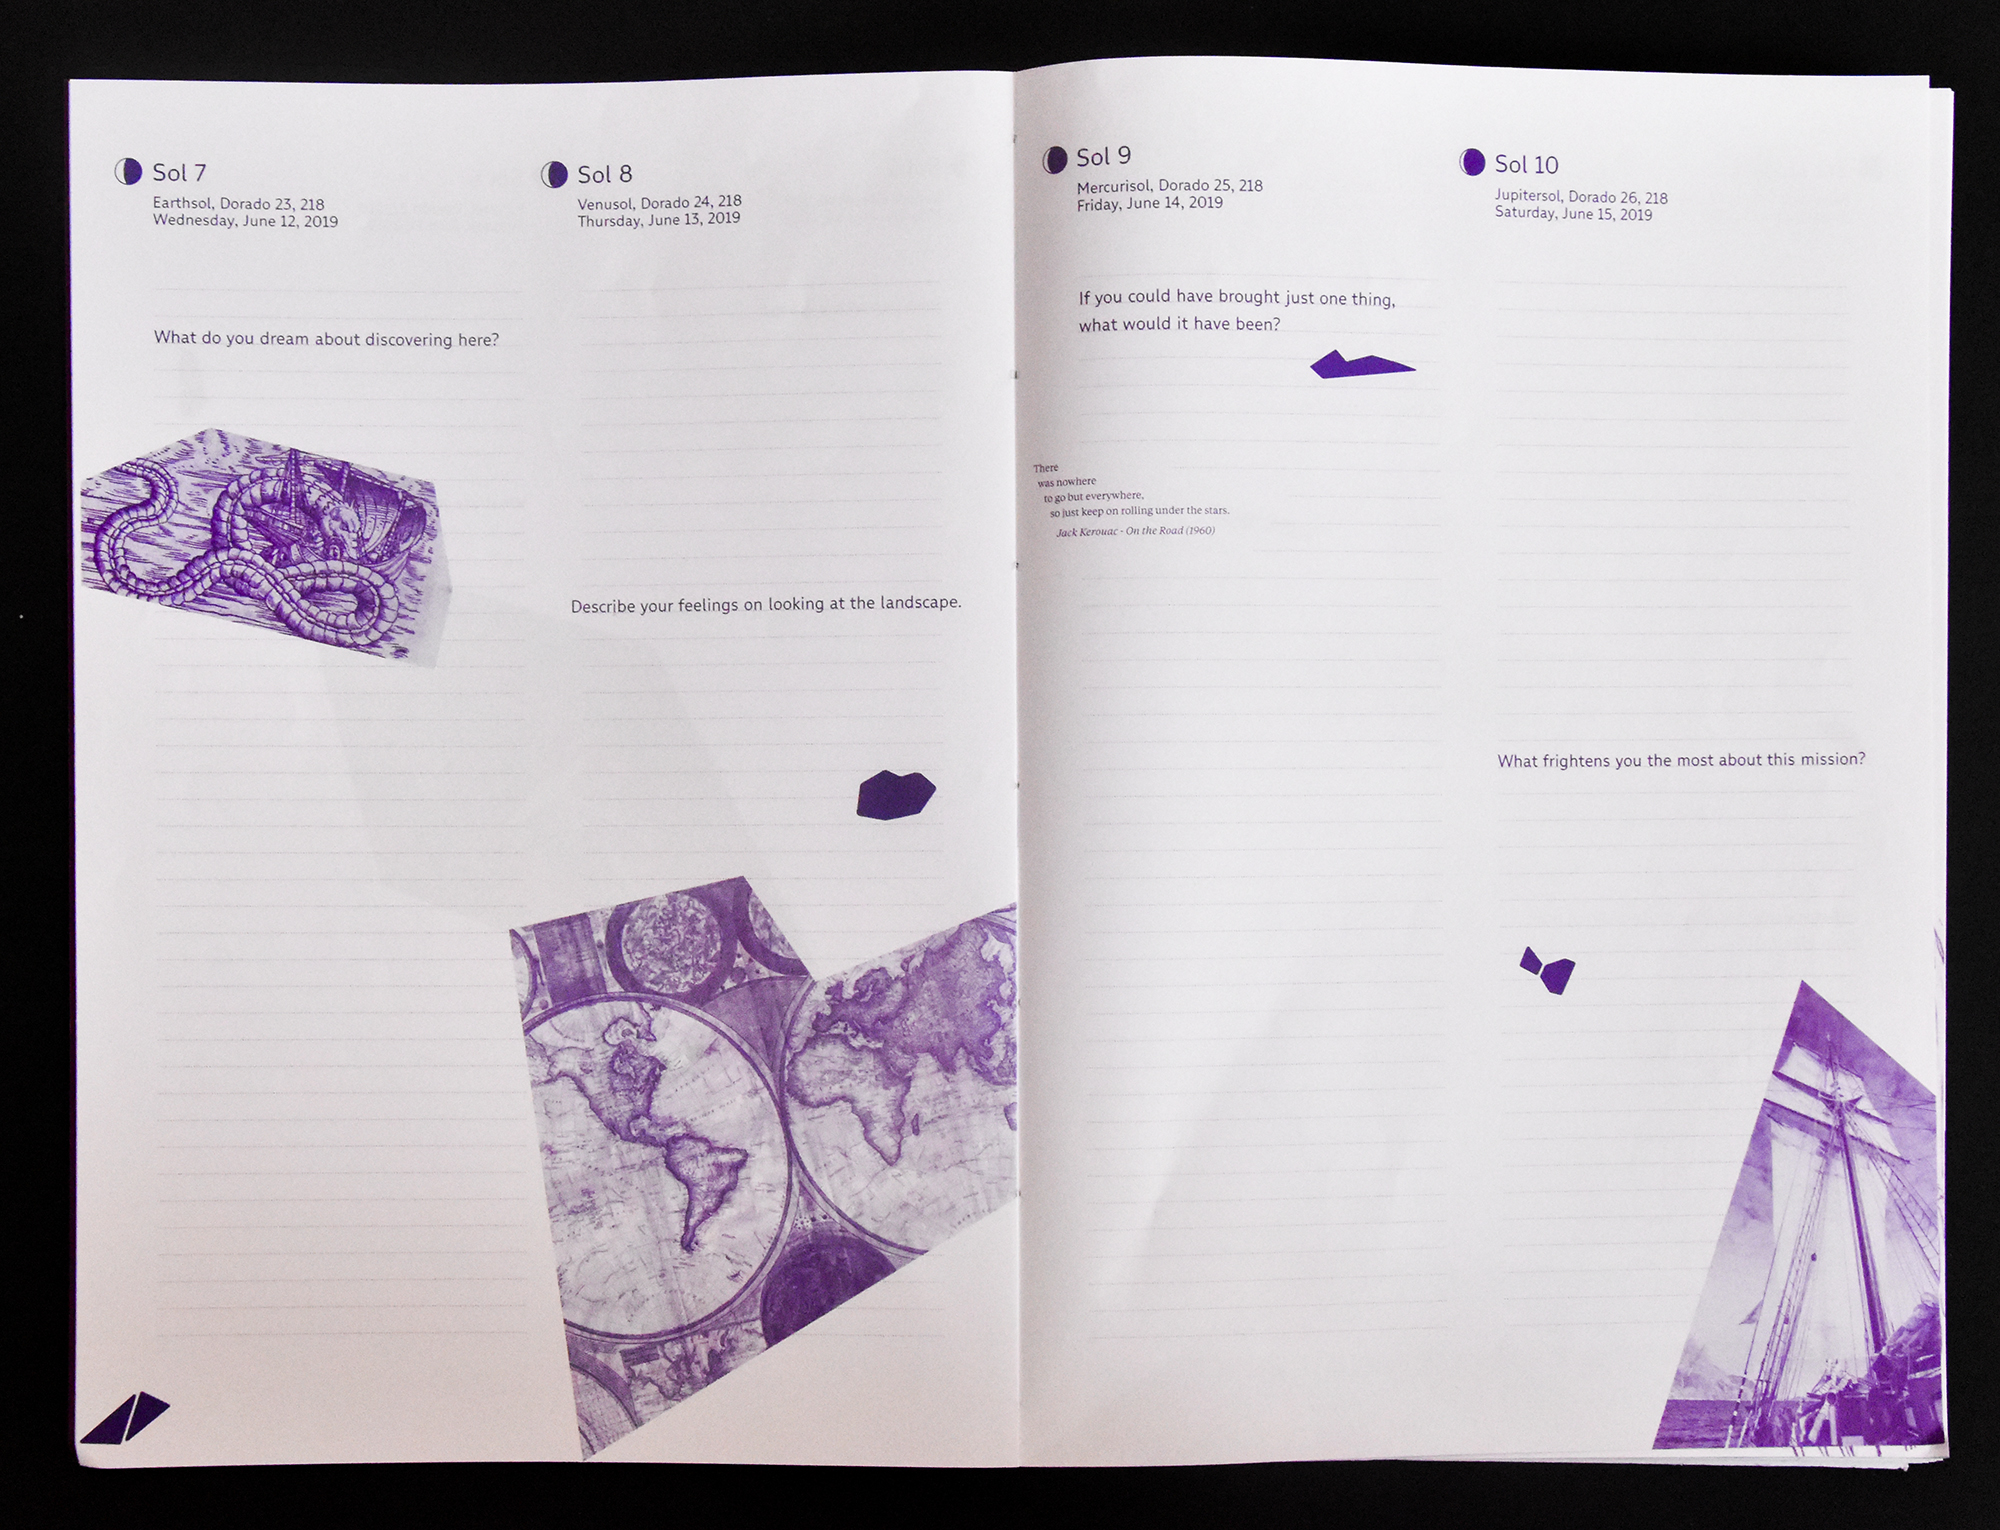 Sol 7
Earthsol, Dorado 23, 218
Wednesday, June 12, 2019
What do you dream about discovering here?
Sol 8
Venusol, Dorado 24, 218
Thursday, June 13, 2019
Describe your feelings on looking at the landscape.
Sol 9
Mercurisol, Dorado 25, 218
Friday, June 14, 2019
If you could have brought just one thing,
what would it have been?
There
was nowhere
to go but everywhere,
so just keep on rolling under the stars.
Jack Kerouac - On the Road (1960)
Sol 10
Jupitersol, Dorado 26, 218
Saturday, June 15, 2019
What frightens you the most about this mission?